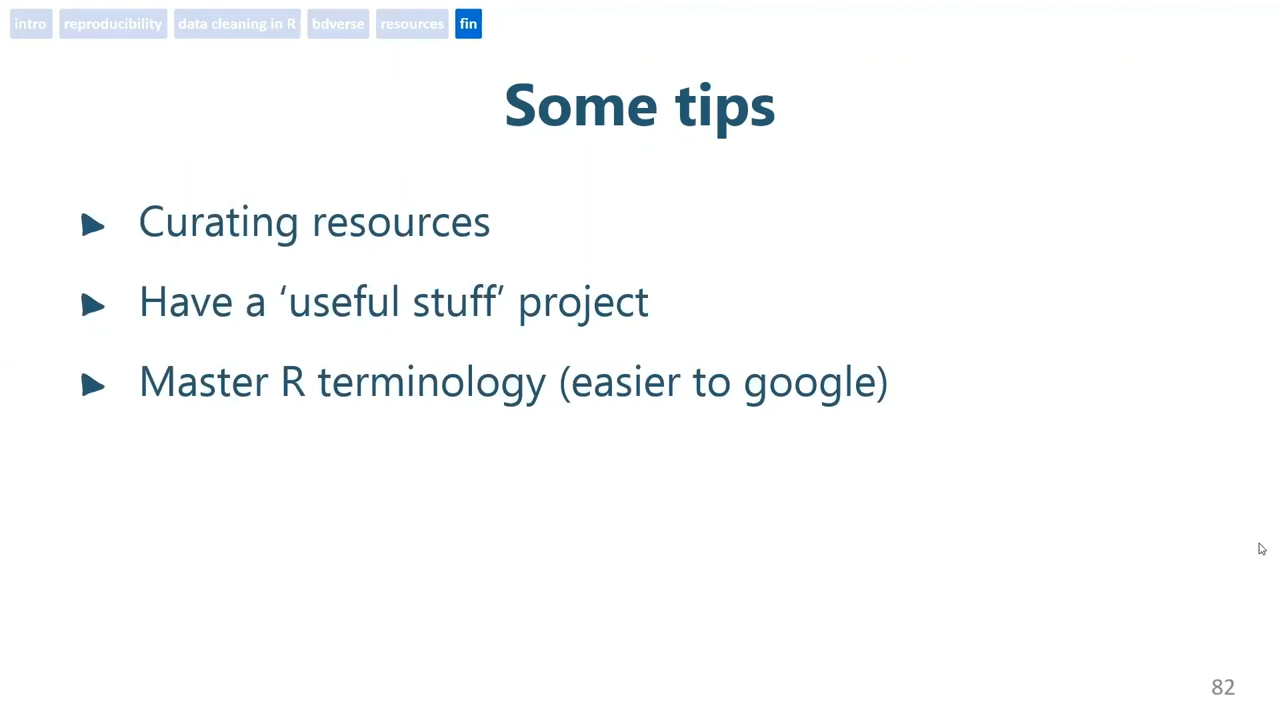 intro reproducibility data cleaning in R bdverse resources fin
Some tips
Curating resources
Have a ‘useful stuff’ project
Master R terminology (easier to google)
82